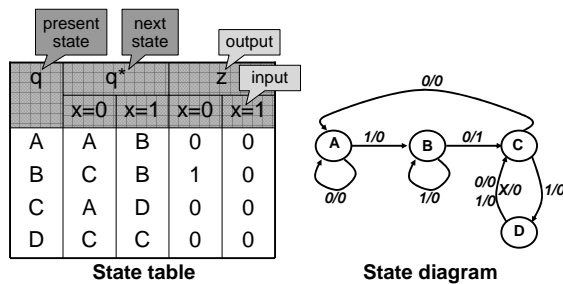 present state
next state
output
input
q q* z
x=0 x=1 x=0 x=1
A A B 0 0
B C B 1 0
C A D 0 0
D C C 0 0
State table
0/0
A 1/0 B 0/1 C
0/0 1/0
0/0
1/0
X/0
1/0
D
State diagram